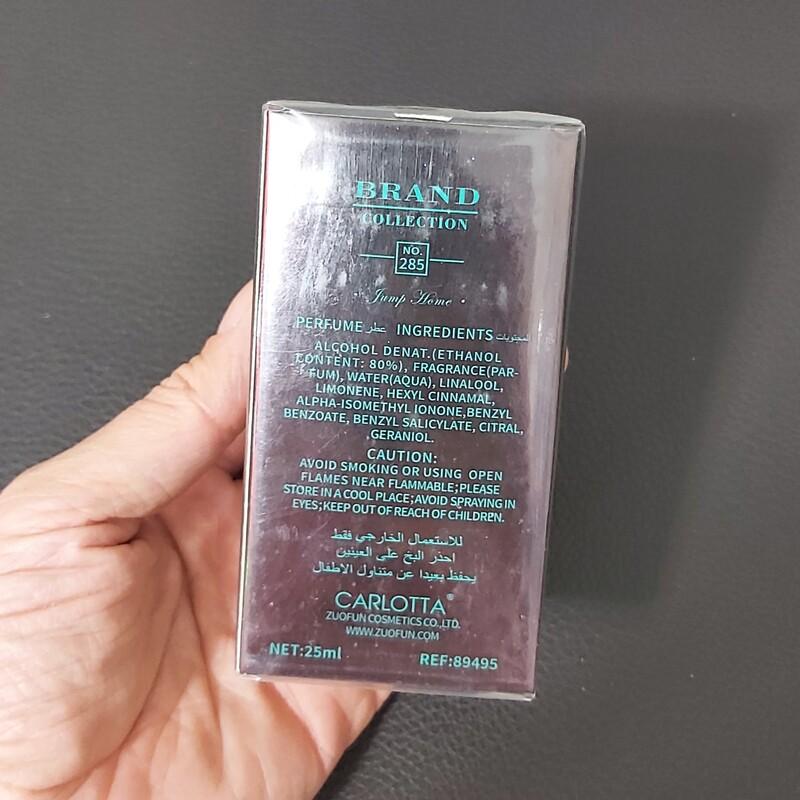 BRAND
COLLECTION
NO.
285
Jump Home
PERFUME عطر INGREDIENTS المحتويات
ALCOHOL DENAT.(ETHANOL
CONTENT: 80%), FRAGRANCE(PAR-
FUM), WATER(AQUA), LINALOOL,
LIMONENE, HEXYL CINNAMAL,
ALPHA-ISOMETHYL IONONE,BENZYL
BENZOATE, BENZYL SALICYLATE, CITRAL,
GERANIOL.
CAUTION:
AVOID SMOKING OR USING OPEN
FLAMES NEAR FLAMMABLE;PLEASE
STORE IN A COOL PLACE;AVOID SPRAYING IN
EYES;KEEP OUT OF REACH OF CHILDREN.
للاستعمال الخارجي فقط
احذر البخ على العينين
يحفظ بعيدا عن متناول الاطفال
CARLOTTA®
ZUOFUN COSMETICS CO.,LTD.
WWW.ZUOFUN.COM
NET:25ml REF:89495